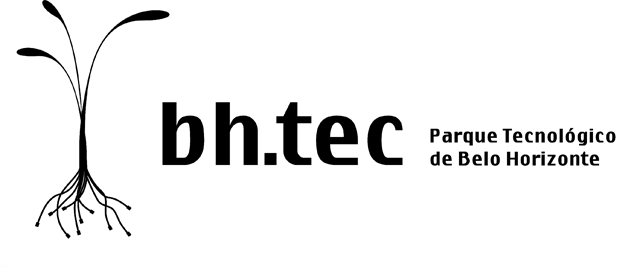 bh.tec
Parque Tecnológico
de Belo Horizonte